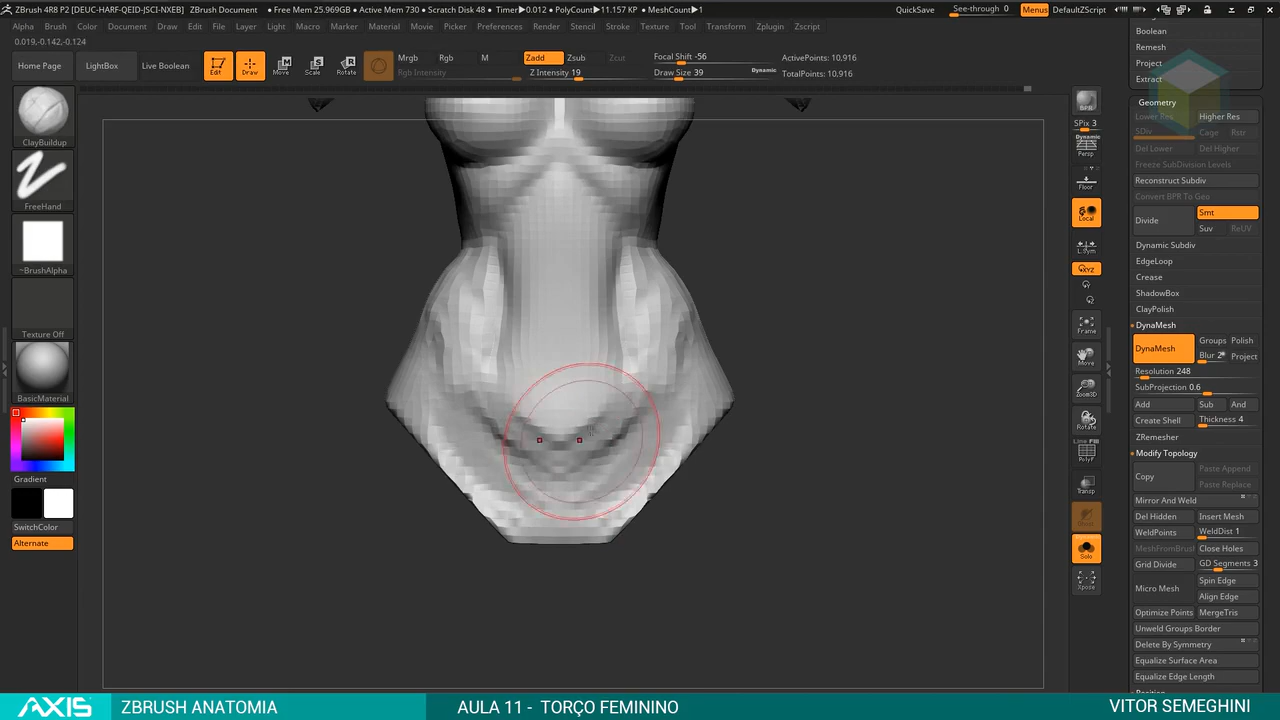 ZBrush 4R8 P2 [DEUC-HARF-QEID-JSCI-NXEB] ZBrush Document • Free Mem 25.969GB • Active Mem 730 • Scratch Disk 48 • Timer▶0.012 • PolyCount▶11.157 KP • MeshCount▶1 QuickSave See-through 0 Menus DefaultZScript
Alpha Brush Color Document Draw Edit File Layer Light Macro Marker Material Movie Picker Preferences Render Stencil Stroke Texture Tool Transform Zplugin Zscript
0.019,-0.142,-0.124
Home Page LightBox Live Boolean Edit Draw Move Scale Rotate
Mrgb Rgb M Zadd Zsub Zcut Focal Shift -56 ActivePoints: 10,916
Rgb Intensity Z Intensity 19 Draw Size 39 Dynamic TotalPoints: 10,916
ClayBuildup
FreeHand
~BrushAlpha
Texture Off
BasicMaterial
Gradient
SwitchColor
Alternate
BPR
SPix 3
Dynamic
Persp
Floor
Local
L.Sym
XYZ
Frame
Move
Zoom3D
Rotate
Line Fill
PolyF
Transp
Solo
Xpose
Boolean
Remesh
Project
Extract
Geometry
Lower Res Higher Res
SDiv Cage Rstr
Del Lower Del Higher
Freeze SubDivision Levels
Reconstruct Subdiv
Convert BPR To Geo
Divide Smt
Suv ReUV
Dynamic Subdiv
EdgeLoop
Crease
ShadowBox
ClayPolish
DynaMesh
DynaMesh Groups Polish
Blur 2 Project
Resolution 248
SubProjection 0.6
Add Sub And
Create Shell Thickness 4
ZRemesher
Modify Topology
Copy Paste Append
Paste Replace
Mirror And Weld
Del Hidden Insert Mesh
WeldPoints WeldDist 1
MeshFromBrush Close Holes
Grid Divide GD Segments 3
Micro Mesh Spin Edge
Align Edge
Optimize Points MergeTris
Unweld Groups Border
Delete By Symmetry
Equalize Surface Area
Equalize Edge Length
AXIS ZBRUSH ANATOMIA AULA 11 - TORÇO FEMININO VITOR SEMEGHINI